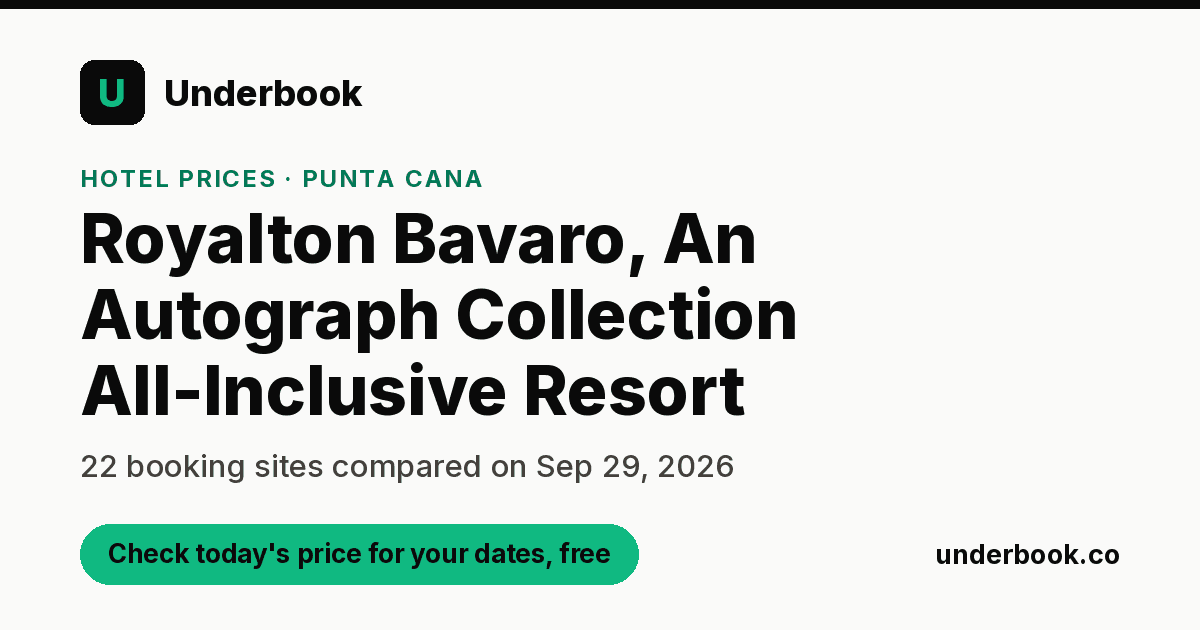 U Underbook
HOTEL PRICES · PUNTA CANA
Royalton Bavaro, An
Autograph Collection
All-Inclusive Resort
22 booking sites compared on Sep 29, 2026
Check today's price for your dates, free
underbook.co